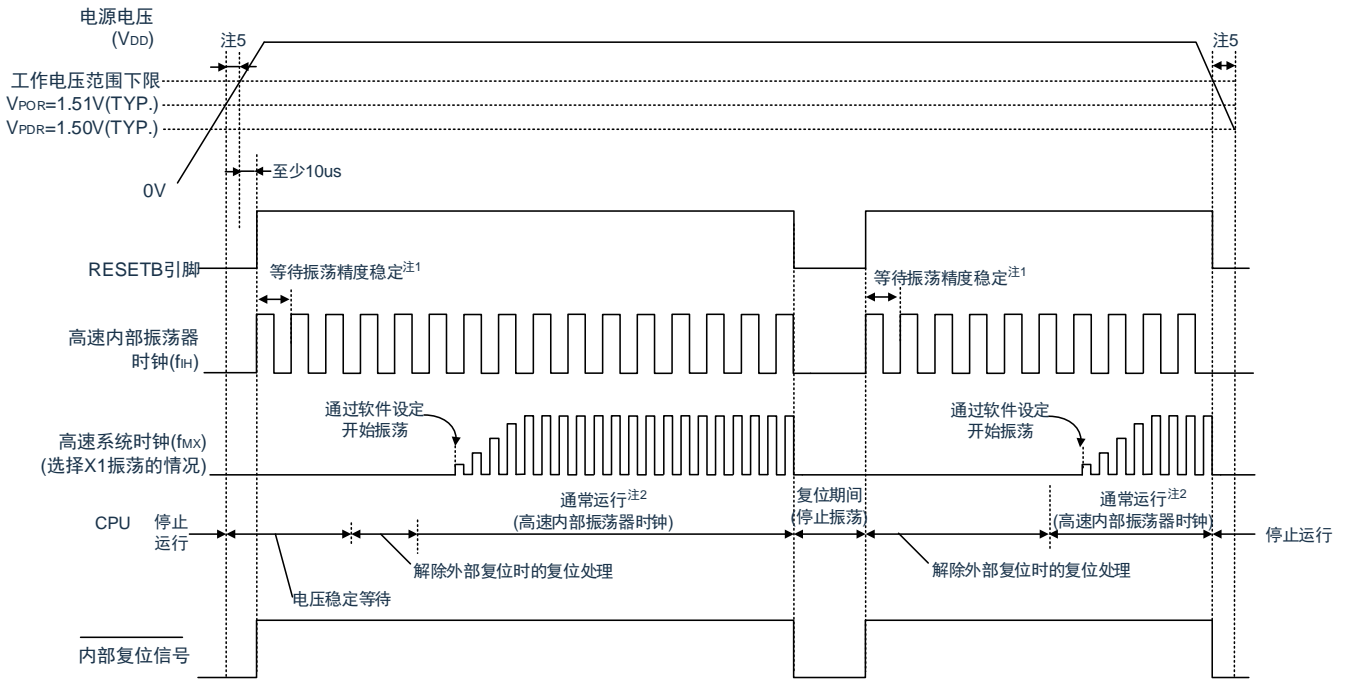 电源电压
(VDD)
注5
注5
工作电压范围下限
VPOR=1.51V(TYP.)
VPDR=1.50V(TYP.)
至少10us
0V
RESETB引脚
等待振荡精度稳定注1
等待振荡精度稳定注1
高速内部振荡器
时钟(fIH)
通过软件设定
开始振荡
通过软件设定
开始振荡
高速系统时钟(fMX)
(选择X1振荡的情况)
通常运行注2
(高速内部振荡器时钟)
复位期间
(停止振荡)
通常运行注2
(高速内部振荡器时钟)
CPU
停止
运行
停止运行
解除外部复位时的复位处理
解除外部复位时的复位处理
电压稳定等待
内部复位信号